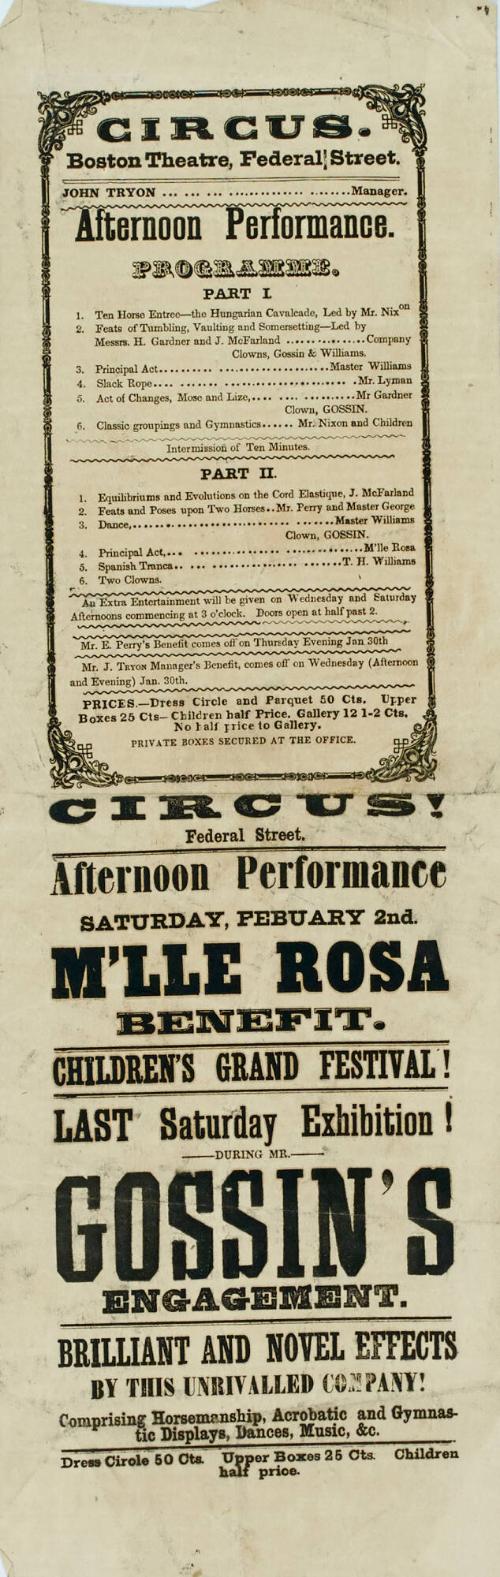 CIRCUS.
Boston Theatre, Federal Street.
JOHN TRYON ... ... ... .............. ........Manager.
Afternoon Performance.
PROGRAMME.
PART I.
1. Ten Horse Entree—the Hungarian Cavalcade, Led by Mr. Nixon
2. Feats of Tumbling, Vaulting and Somersetting—Led by
Messrs. H. Gardner and J. McFarland ..................Company
Clowns, Gossin & Williams.
3. Principal Act..................................Master Williams
4. Slack Rope.... ............................ .Mr. Lyman
5. Act of Changes, Mose and Lize,.... ..................Mr Gardner
Clown, GOSSIN.
6. Classic groupings and Gymnastics...... Mr. Nixon and Children
Intermission of Ten Minutes.
PART II.
1. Equilibriums and Evolutions on the Cord Elastique, J. McFarland
2. Feats and Poses upon Two Horses..Mr. Perry and Master George
3. Dance,........................... ........Master Williams
Clown, GOSSIN.
4. Principal Act,... ............................M'lle Rosa
5. Spanish Tranca.. ... ........................T. H. Williams
6. Two Clowns.
An Extra Entertainment will be given on Wednesday and Saturday
Afternoons commencing at 3 o'clock. Doors open at half past 2.
Mr. E. Perry's Benefit comes off on Thursday Evening Jan 30th
Mr. J. TRYON Manager's Benefit, comes off on Wednesday (Afternoon
and Evening) Jan. 30th.
PRICES.—Dress Circle and Parquet 50 Cts. Upper
Boxes 25 Cts—Children half Price. Gallery 12 1-2 Cts.
No half price to Gallery.
PRIVATE BOXES SECURED AT THE OFFICE.
CIRCUS!
Federal Street.
Afternoon Performance
SATURDAY, PEBUARY 2nd.
M'LLE ROSA
BENEFIT.
CHILDREN'S GRAND FESTIVAL!
LAST Saturday Exhibition!
——DURING MR.——
GOSSIN'S
ENGAGEMENT.
BRILLIANT AND NOVEL EFFECTS
BY THIS UNRIVALLED COMPANY!
Comprising Horsemanship, Acrobatic and Gymnas-
tic Displays, Dances, Music, &c.
Dress Cirole 50 Cts. Upper Boxes 25 Cts. Children
half price.